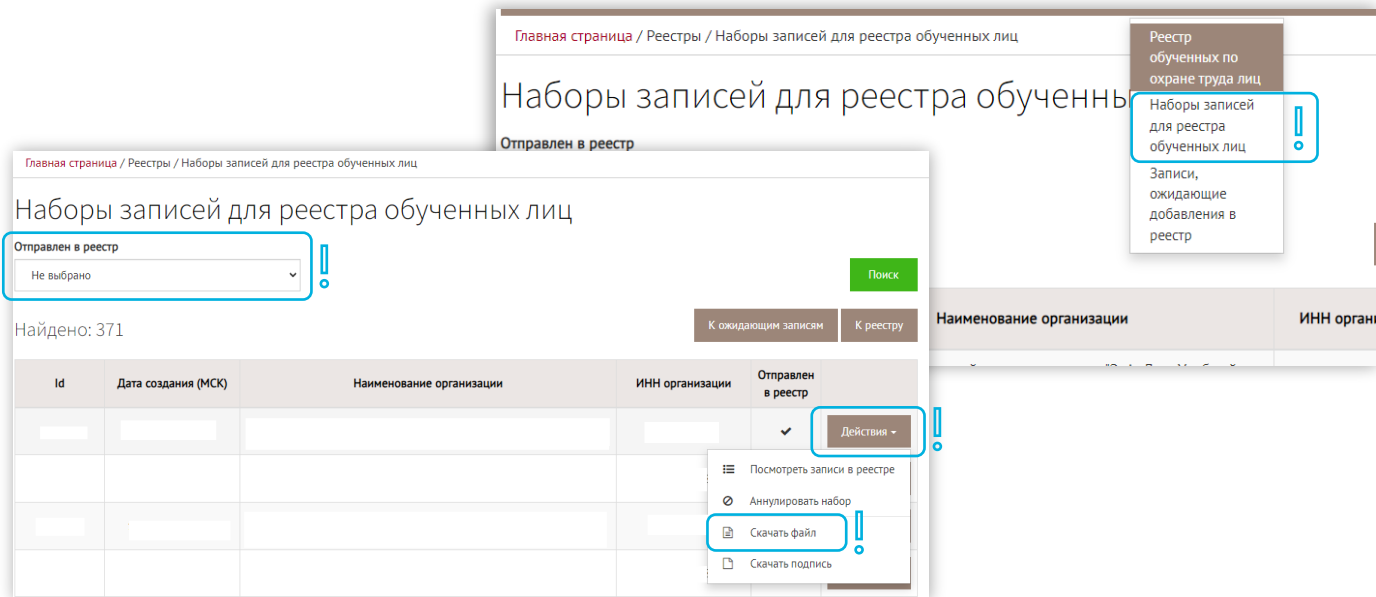 Главная страница / Реестры / Наборы записей для реестра обученных лиц
Наборы записей для реестра обученны
Отправлен в реестр
Реестр
обученных по
охране труда лиц
Наборы записей
для реестра
обученных лиц
Записи,
ожидающие
добавления в
реестр
Наименование организации
ИНН органи
Главная страница / Реестры / Наборы записей для реестра обученных лиц
Наборы записей для реестра обученных лиц
Отправлен в реестр
Не выбрано
Поиск
Найдено: 371
К ожидающим записям
К реестру
Id
Дата создания (МСК)
Наименование организации
ИНН организации
Отправлен
в реестр
Действия
Посмотреть записи в реестре
Аннулировать набор
Скачать файл
Скачать подпись